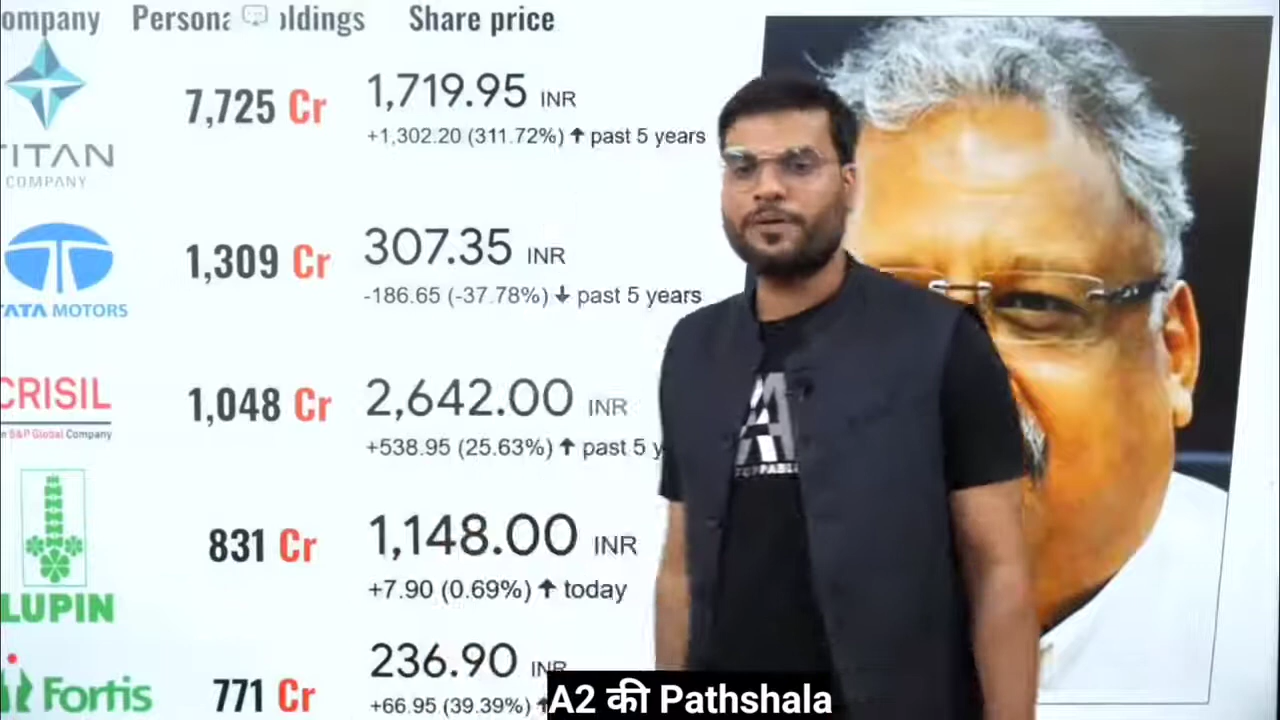 ompany Persona ldings Share price
TITAN
COMPANY
7,725 Cr
1,719.95 INR
+1,302.20 (311.72%) ↑ past 5 years
TATA MOTORS
1,309 Cr
307.35 INR
-186.65 (-37.78%) ↓ past 5 years
CRISIL
n S&P Global Company
1,048 Cr
2,642.00 INR
+538.95 (25.63%) ↑ past 5 y
LUPIN
831 Cr
1,148.00 INR
+7.90 (0.69%) ↑ today
Fortis
771 Cr
236.90 INR
+66.95 (39.39%)
A2 की Pathshala